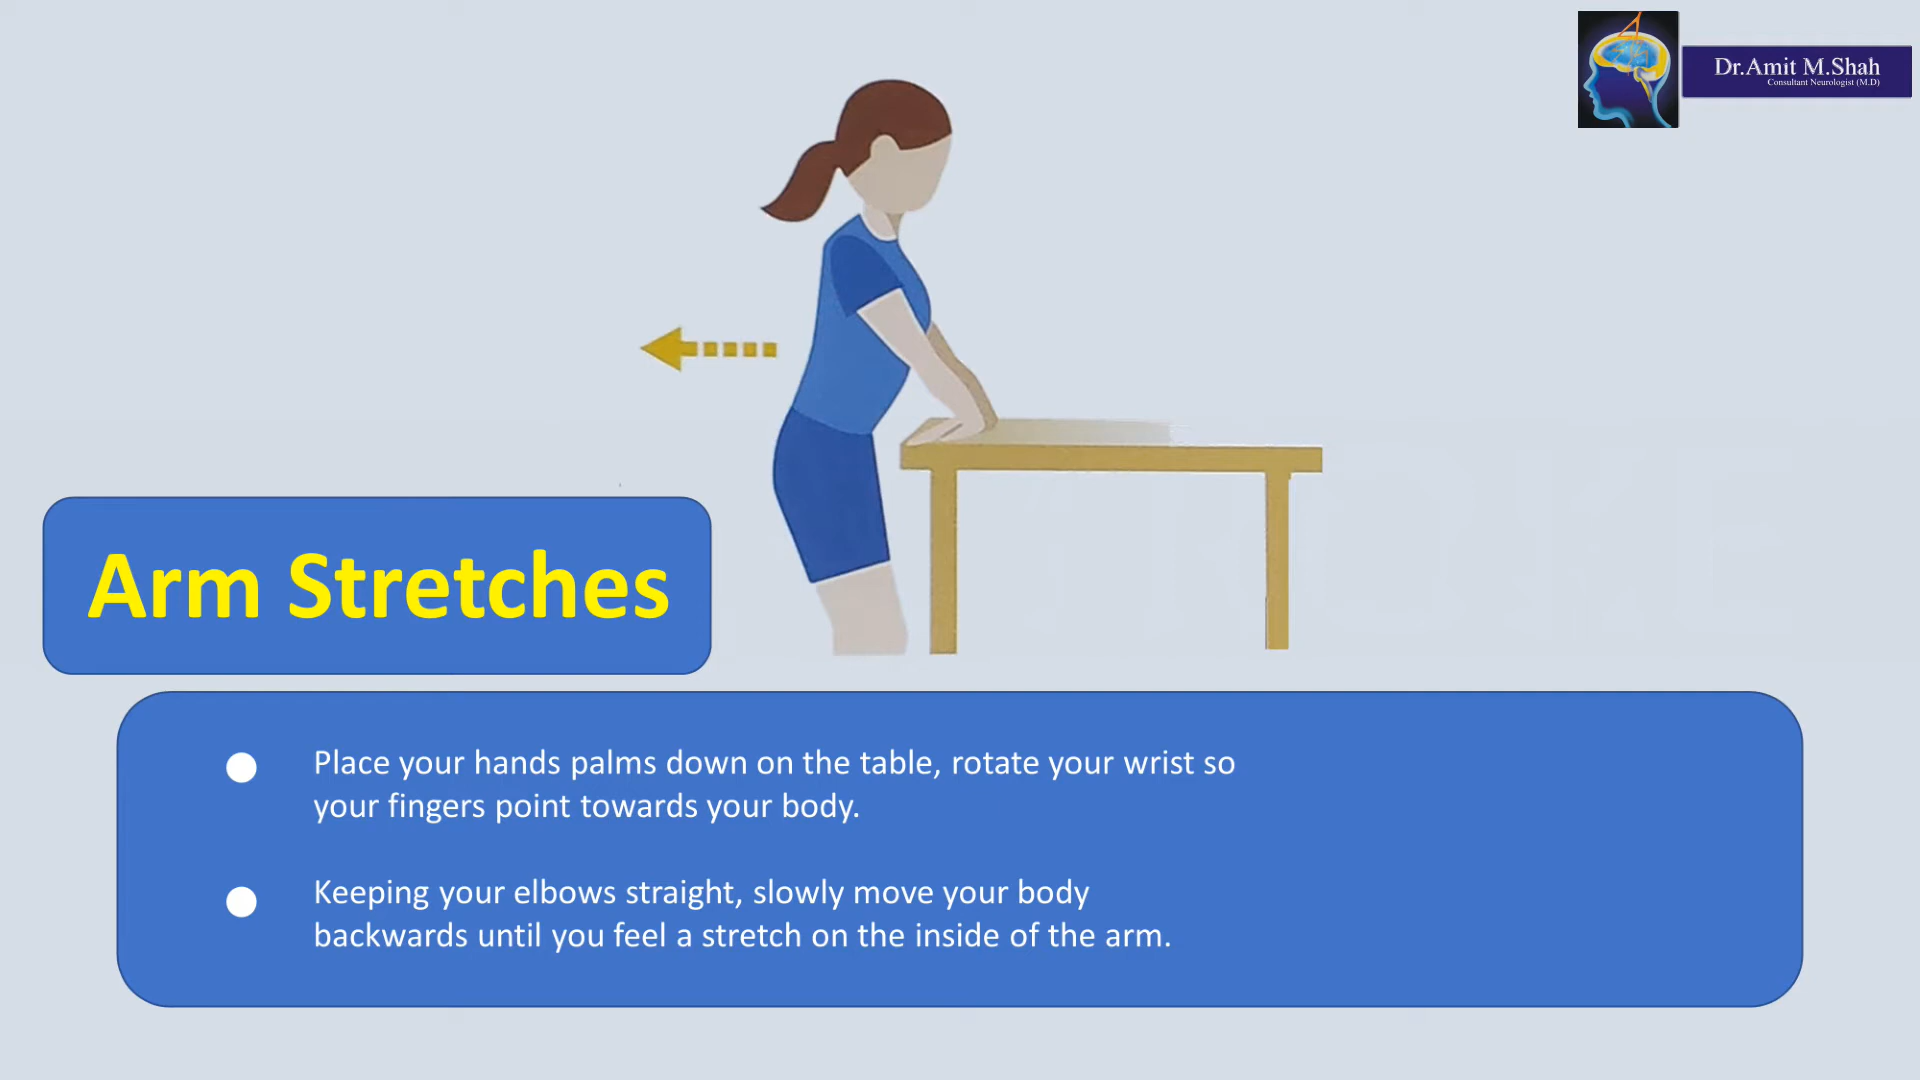 Dr.Amit M.Shah
Consultant Neurologist (M.D)
Arm Stretches
Place your hands palms down on the table, rotate your wrist so
your fingers point towards your body.
Keeping your elbows straight, slowly move your body
backwards until you feel a stretch on the inside of the arm.